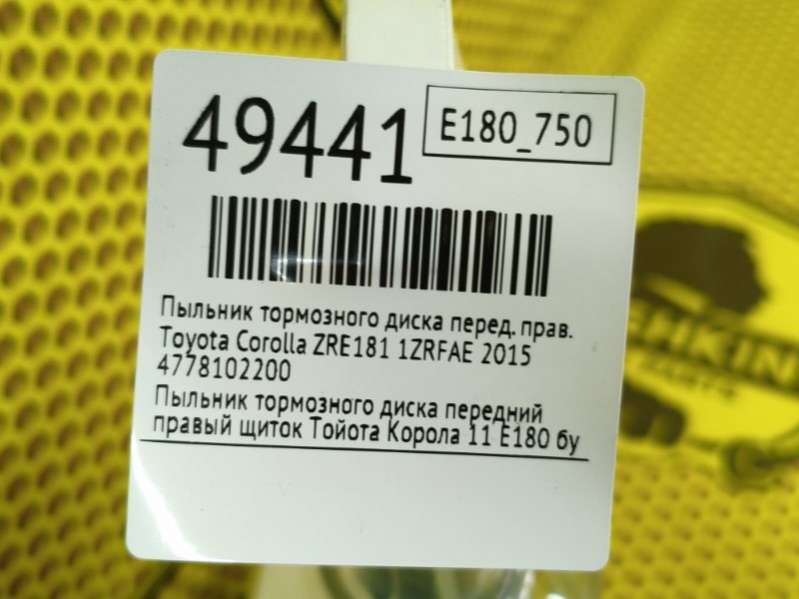 49441
E180_750
Пыльник тормозного диска перед. прав.
Toyota Corolla ZRE181 1ZRFAE 2015
4778102200
Пыльник тормозного диска передний
правый щиток Тойота Корола 11 E180 бу